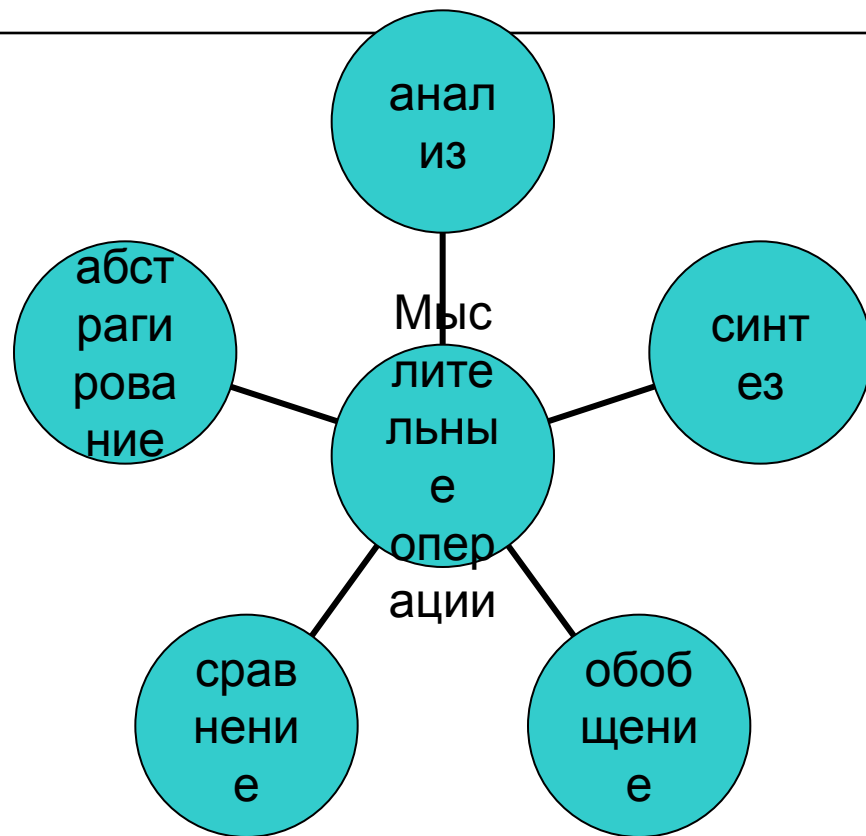 анал
из
абст
раги
рова
ние
Мыс
лите
льны
е
опер
ации
синт
ез
срав
нени
е
обоб
щени
е